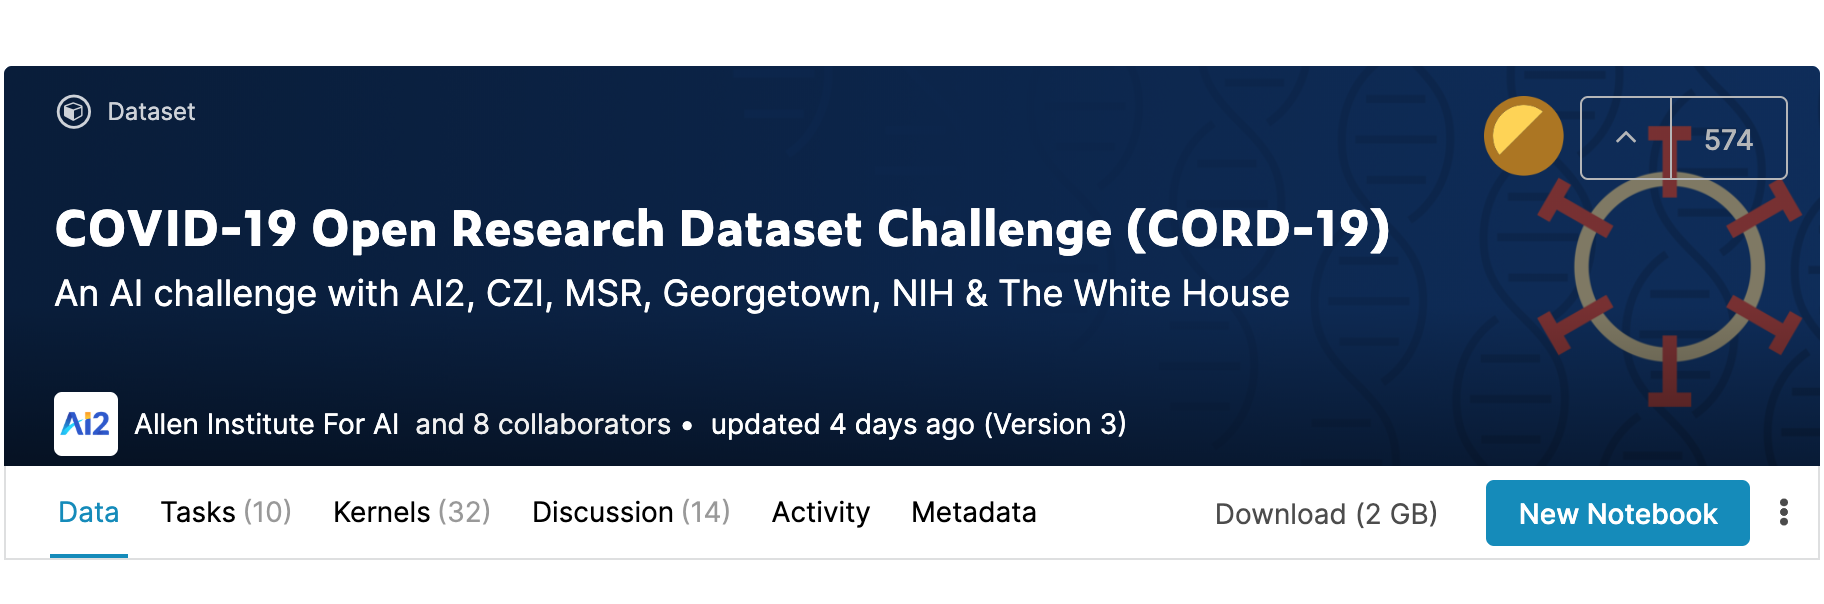 Dataset
574
COVID-19 Open Research Dataset Challenge (CORD-19)
An AI challenge with AI2, CZI, MSR, Georgetown, NIH & The White House
Ai2 Allen Institute For AI and 8 collaborators • updated 4 days ago (Version 3)
Data Tasks (10) Kernels (32) Discussion (14) Activity Metadata Download (2 GB) New Notebook